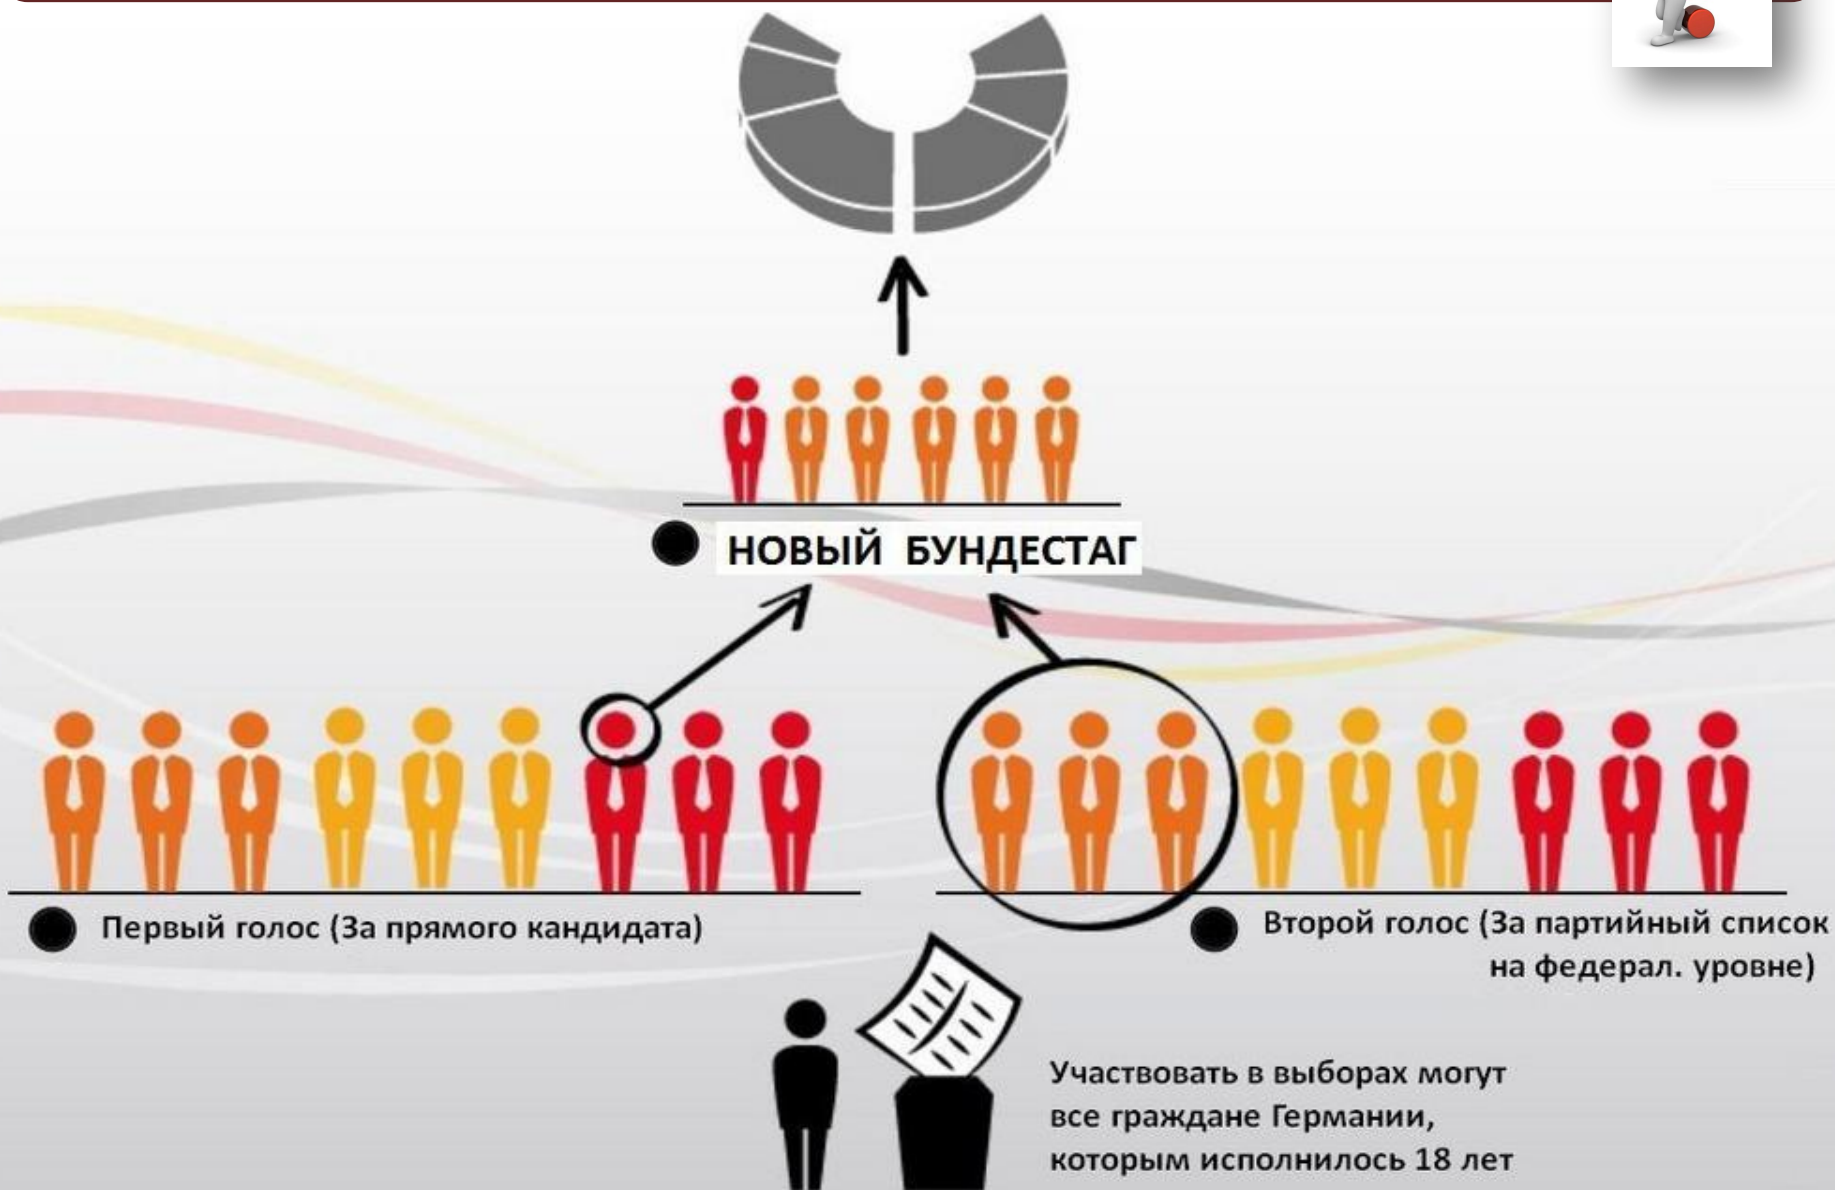 НОВЫЙ БУНДЕСТАГ
Первый голос (За прямого кандидата)
Второй голос (За партийный список
на федерал. уровне)
Участвовать в выборах могут
все граждане Германии,
которым исполнилось 18 лет